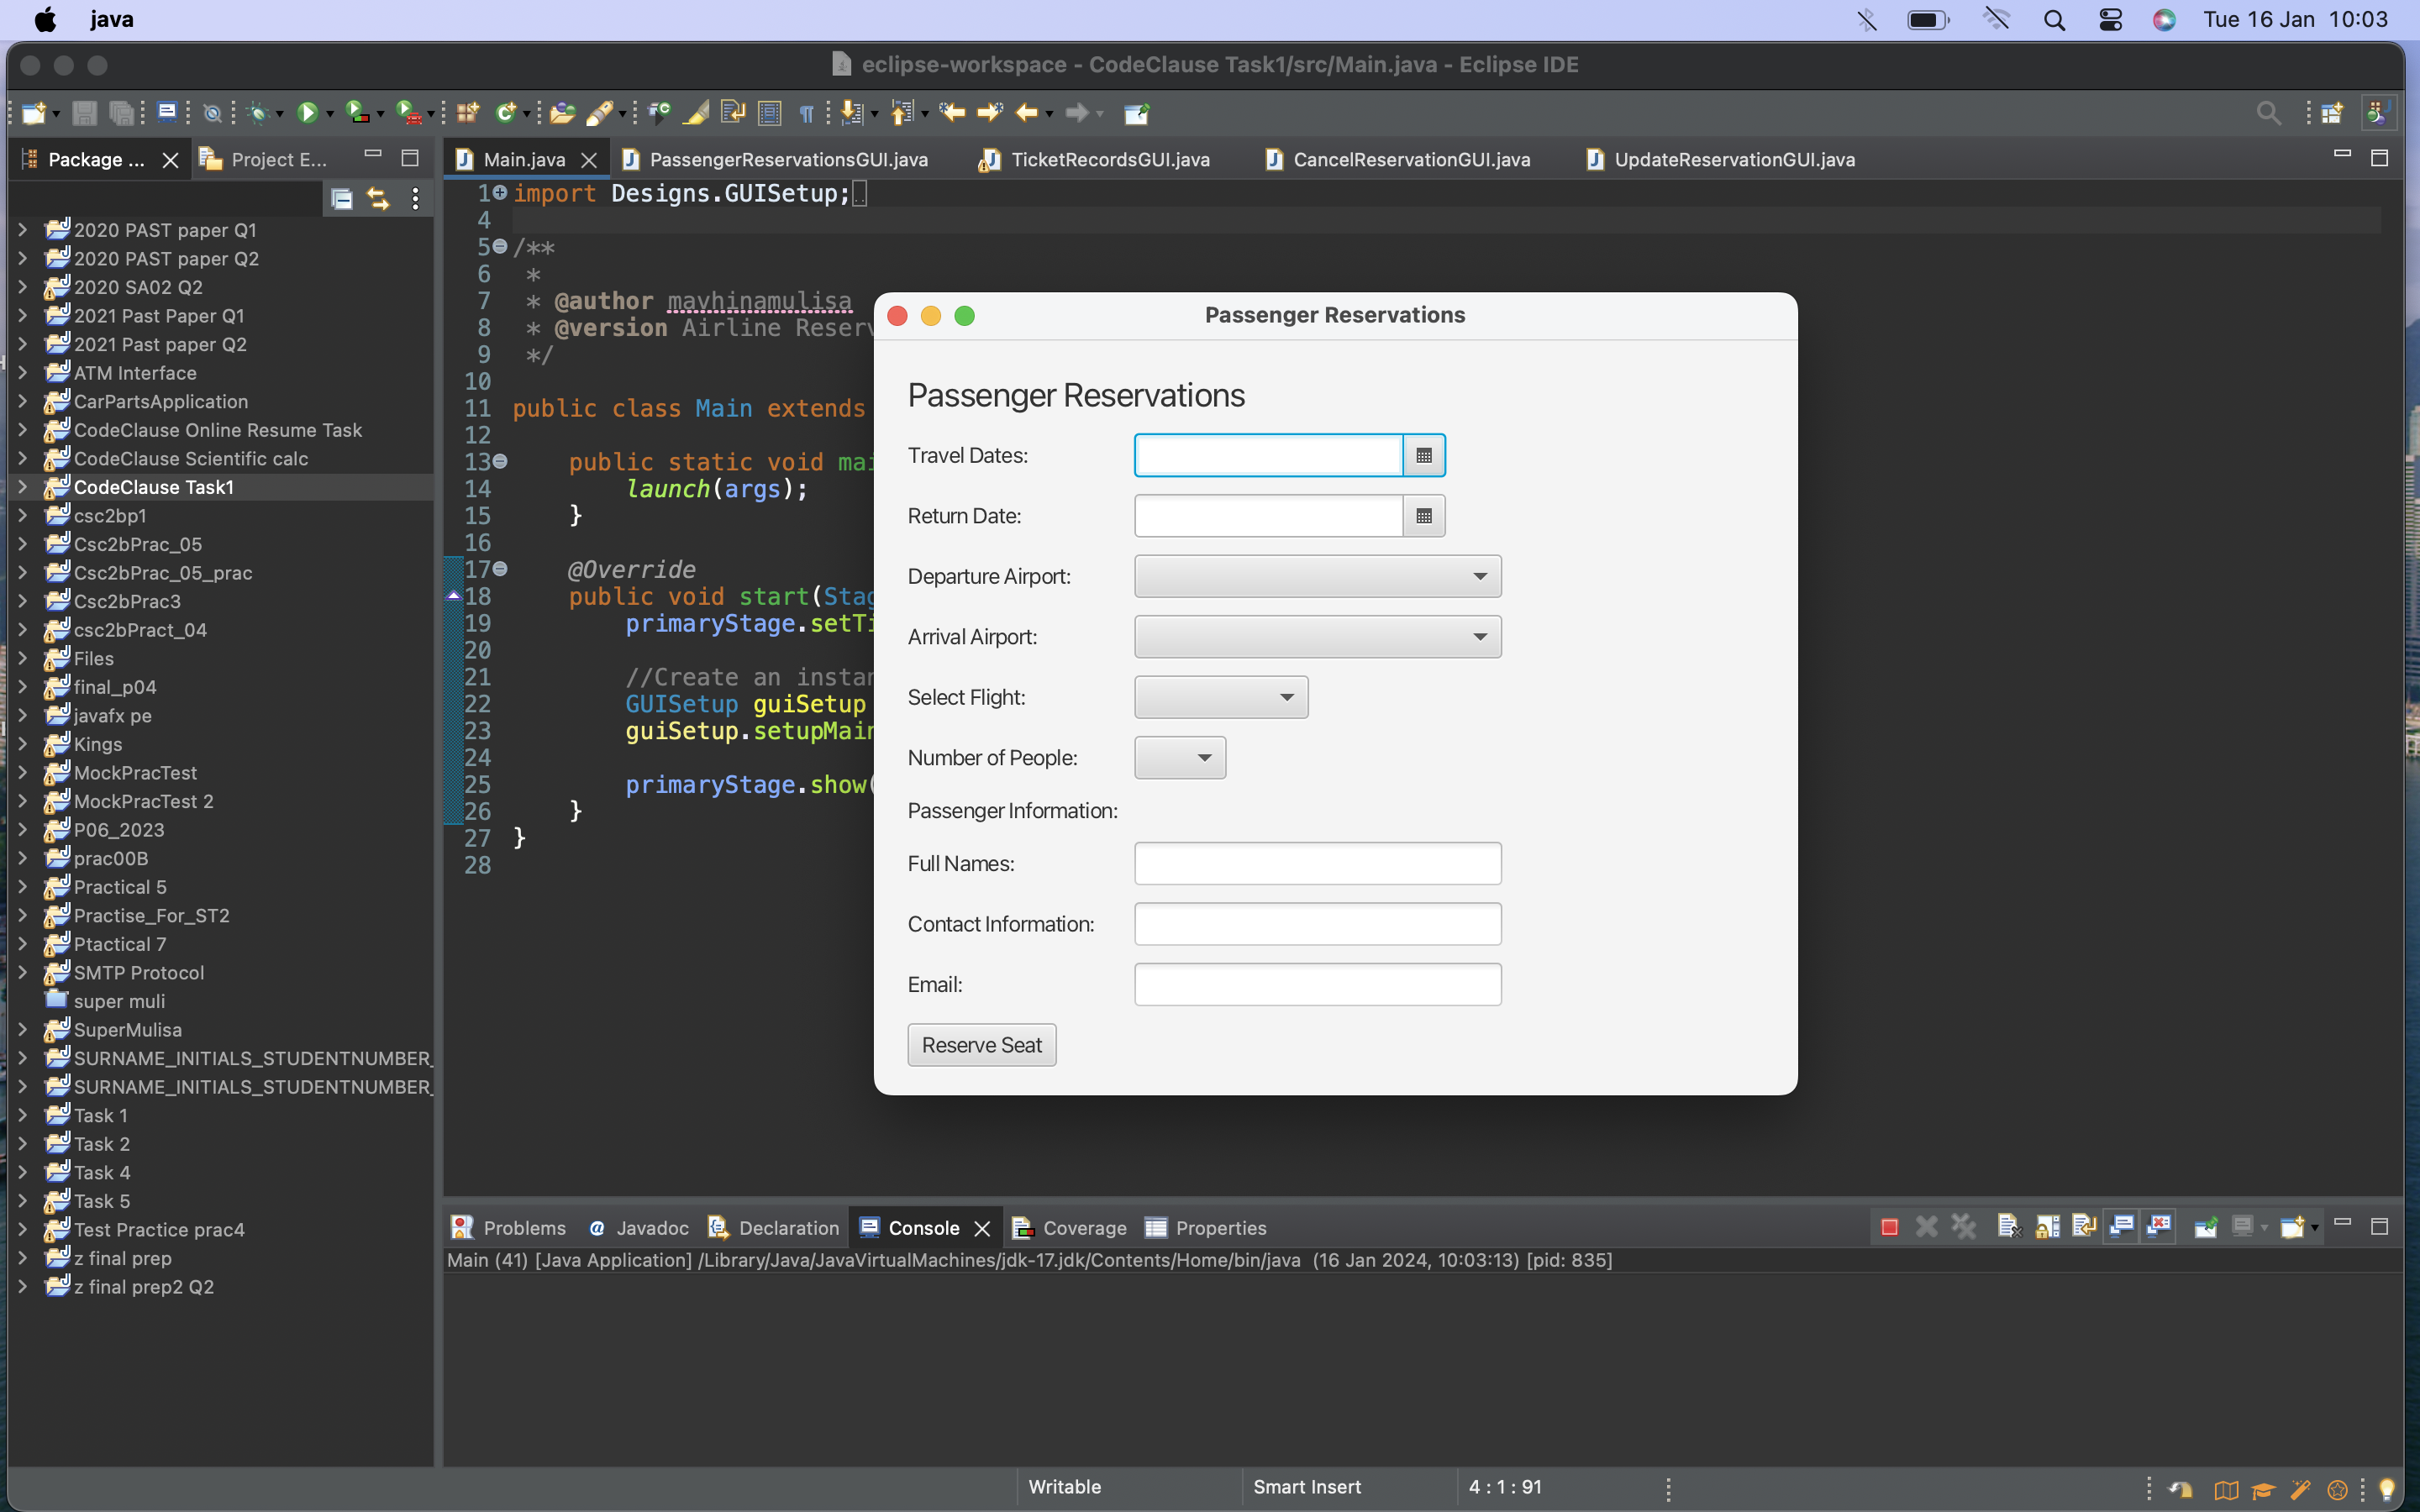 java
Tue 16 Jan 10:03
eclipse-workspace - CodeClause Task1/src/Main.java - Eclipse IDE
Package ...
Project E...
Main.java
PassengerReservationsGUI.java
TicketRecordsGUI.java
CancelReservationGUI.java
UpdateReservationGUI.java
2020 PAST paper Q1
2020 PAST paper Q2
2020 SA02 Q2
2021 Past Paper Q1
2021 Past paper Q2
ATM Interface
CarPartsApplication
CodeClause Online Resume Task
CodeClause Scientific calc
CodeClause Task1
csc2bp1
Csc2bPrac_05
Csc2bPrac_05_prac
Csc2bPrac3
csc2bPract_04
Files
final_p04
javafx pe
Kings
MockPracTest
MockPracTest 2
P06_2023
prac00B
Practical 5
Practise_For_ST2
Ptactical 7
SMTP Protocol
super muli
SuperMulisa
SURNAME_INITIALS_STUDENTNUMBER_
SURNAME_INITIALS_STUDENTNUMBER_
Task 1
Task 2
Task 4
Task 5
Test Practice prac4
z final prep
z final prep2 Q2
1 import Designs.GUISetup;
4
5 /**
6 *
7 * @author mavhinamulisa
8 * @version Airline Reserv
9 */
10
11 public class Main extends
12
13 public static void mai
14 launch(args);
15 }
16
17 @Override
18 public void start(Stag
19 primaryStage.setTi
20
21 //Create an instan
22 GUISetup guiSetup
23 guiSetup.setupMain
24
25 primaryStage.show(
26 }
27 }
28
Passenger Reservations
Passenger Reservations
Travel Dates:
Return Date:
Departure Airport:
Arrival Airport:
Select Flight:
Number of People:
Passenger Information:
Full Names:
Contact Information:
Email:
Reserve Seat
Problems
@ Javadoc
Declaration
Console
Coverage
Properties
Main (41) [Java Application] /Library/Java/JavaVirtualMachines/jdk-17.jdk/Contents/Home/bin/java (16 Jan 2024, 10:03:13) [pid: 835]
Writable
Smart Insert
4 : 1 : 91